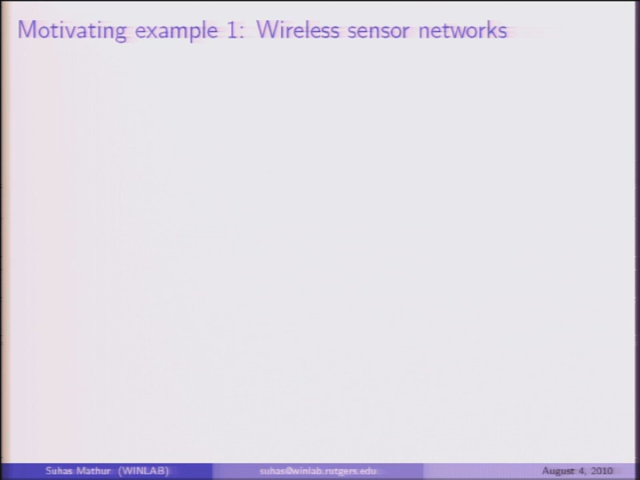 Motivating example 1: Wireless sensor networks
Suhas Mathur (WINLAB)
suhas@winlab.rutgers.edu
August 4, 2010